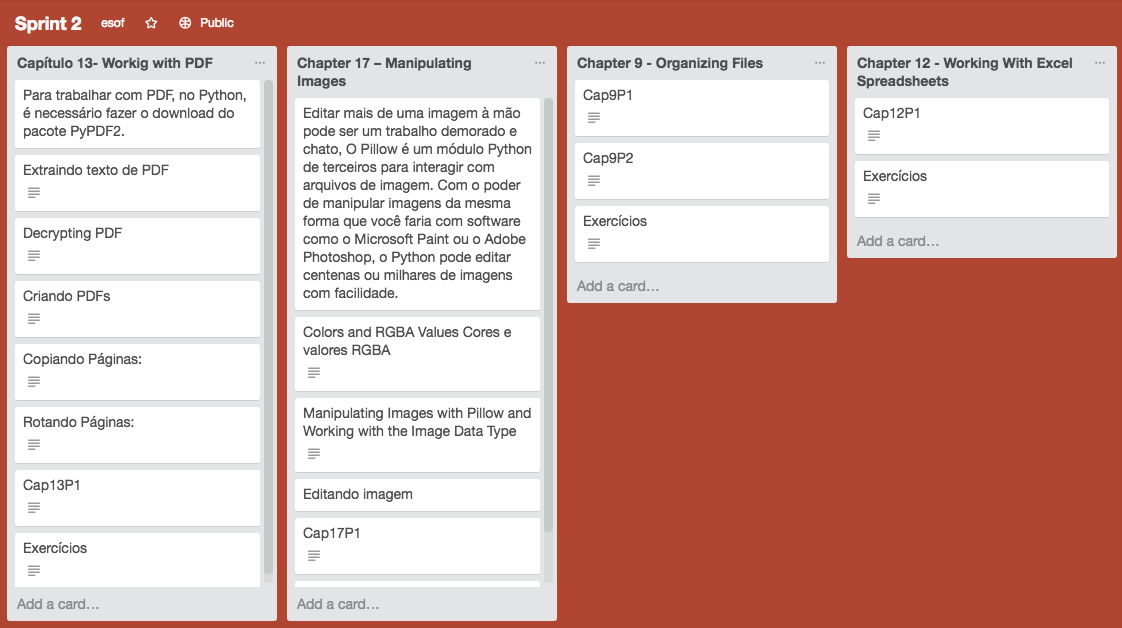 Sprint 2 esof Public
Capítulo 13- Workig with PDF
Para trabalhar com PDF, no Python,
é necessário fazer o download do
pacote PyPDF2.
Extraindo texto de PDF
Decrypting PDF
Criando PDFs
Copiando Páginas:
Rotando Páginas:
Cap13P1
Exercícios
Add a card…
Chapter 17 – Manipulating
Images
Editar mais de uma imagem à mão
pode ser um trabalho demorado e
chato, O Pillow é um módulo Python
de terceiros para interagir com
arquivos de imagem. Com o poder
de manipular imagens da mesma
forma que você faria com software
como o Microsoft Paint ou o Adobe
Photoshop, o Python pode editar
centenas ou milhares de imagens
com facilidade.
Colors and RGBA Values Cores e
valores RGBA
Manipulating Images with Pillow and
Working with the Image Data Type
Editando imagem
Cap17P1
Add a card…
Chapter 9 - Organizing Files
Cap9P1
Cap9P2
Exercícios
Add a card…
Chapter 12 - Working With Excel
Spreadsheets
Cap12P1
Exercícios
Add a card…